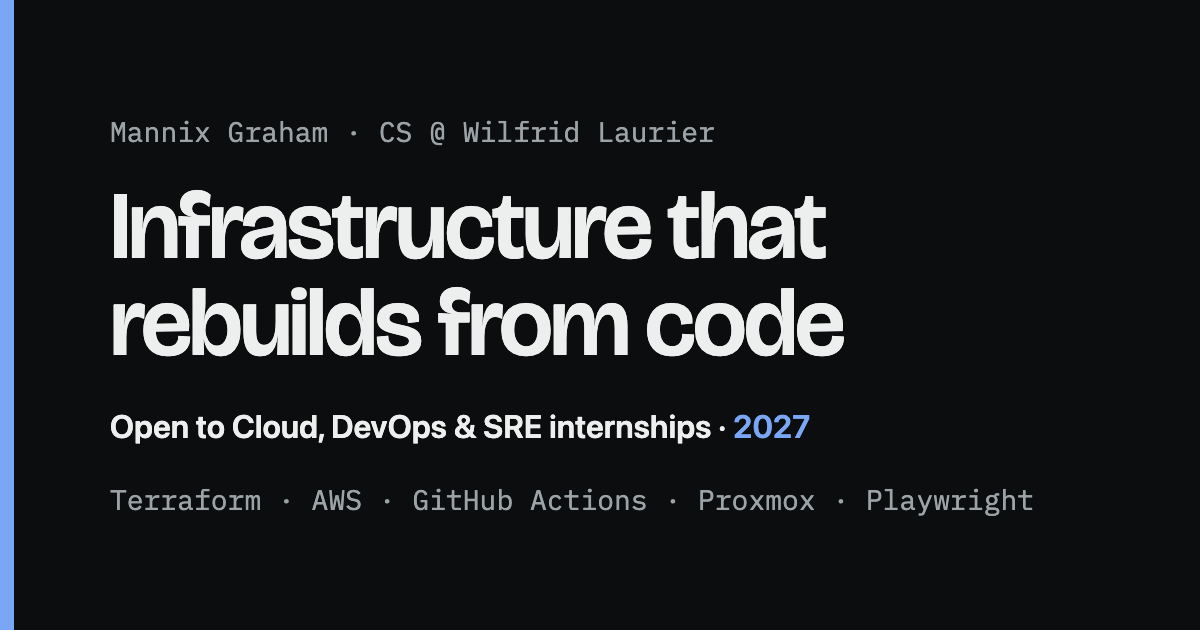 Mannix Graham · CS @ Wilfrid Laurier
Infrastructure that
rebuilds from code
Open to Cloud, DevOps & SRE internships · 2027
Terraform · AWS · GitHub Actions · Proxmox · Playwright